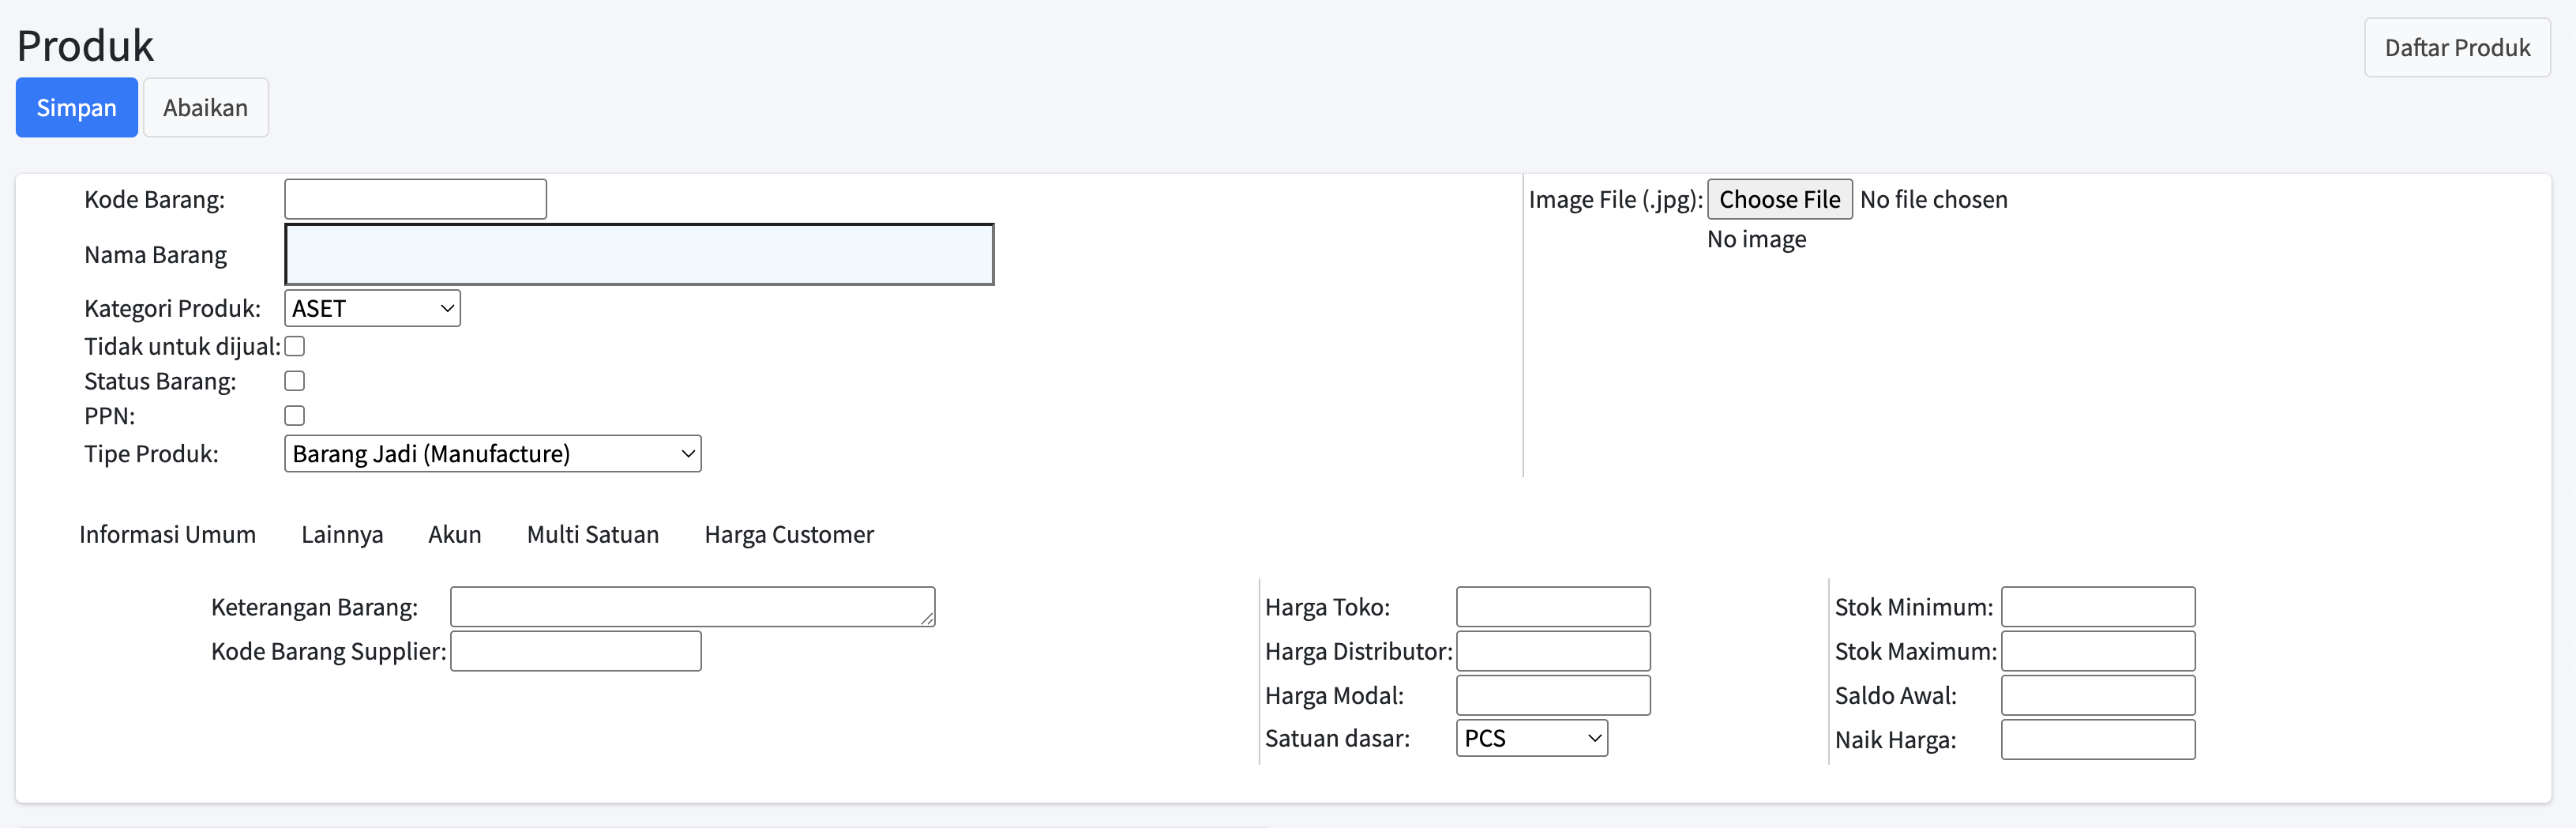 Produk
Daftar Produk
Simpan Abaikan
Kode Barang:
Nama Barang
Kategori Produk: ASET
Tidak untuk dijual:
Status Barang:
PPN:
Tipe Produk: Barang Jadi (Manufacture)
Image File (.jpg): Choose File No file chosen
No image
Informasi Umum Lainnya Akun Multi Satuan Harga Customer
Keterangan Barang:
Kode Barang Supplier:
Harga Toko:
Harga Distributor:
Harga Modal:
Satuan dasar: PCS
Stok Minimum:
Stok Maximum:
Saldo Awal:
Naik Harga: